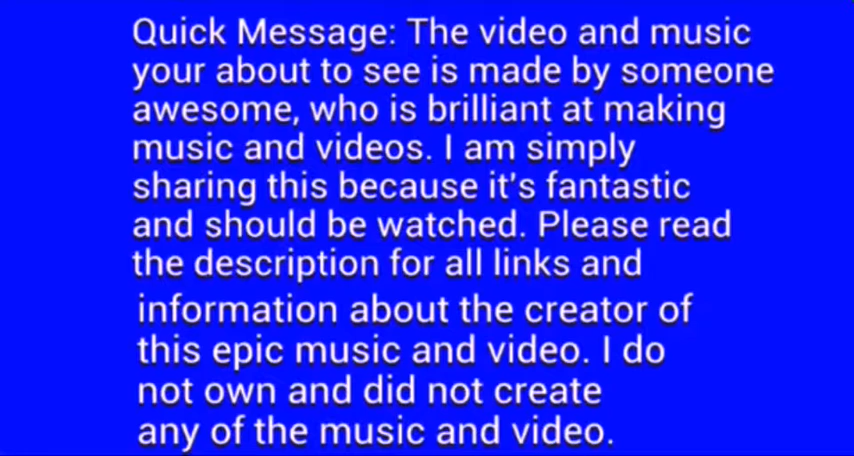 Quick Message: The video and music
your about to see is made by someone
awesome, who is brilliant at making
music and videos. I am simply
sharing this because it's fantastic
and should be watched. Please read
the description for all links and
information about the creator of
this epic music and video. I do
not own and did not create
any of the music and video.